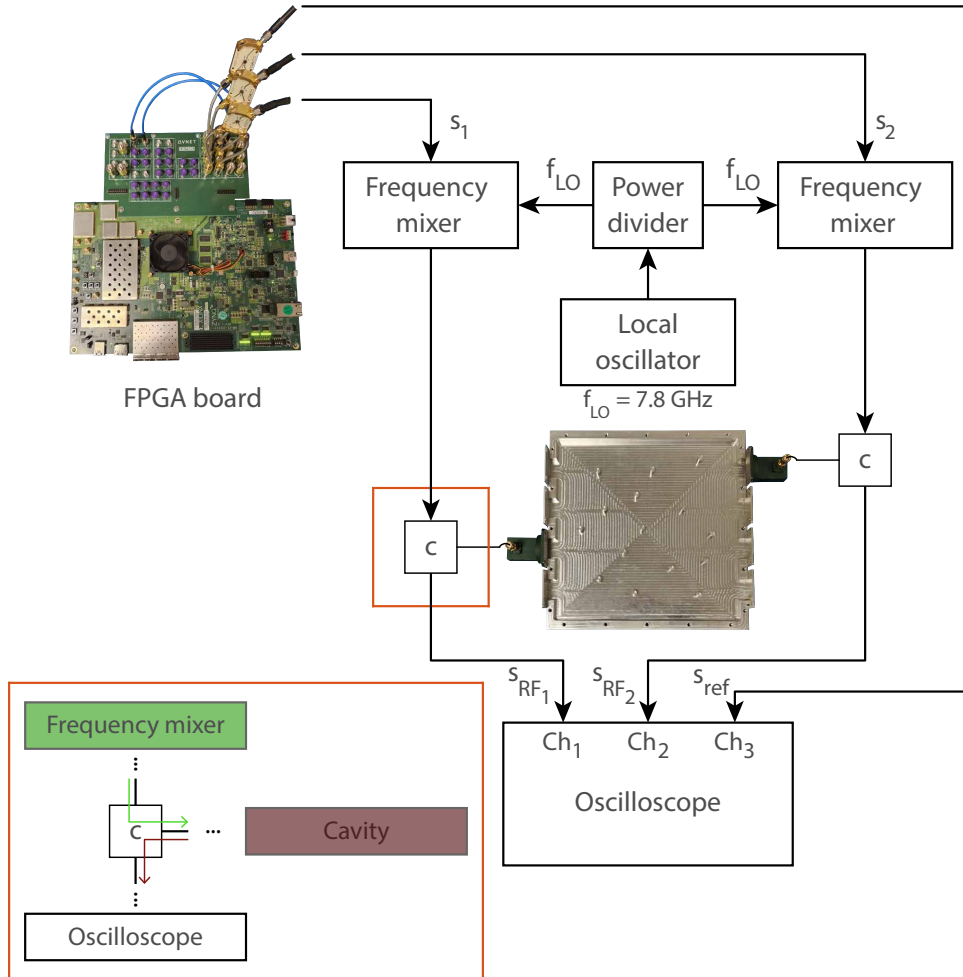 s1
s2
Frequency
mixer
fLO
Power
divider
fLO
Frequency
mixer
AVNET
Local
oscillator
FPGA board
fLO = 7.8 GHz
c
c
sRF1
sRF2
sref
Ch1
Ch2
Ch3
Oscilloscope
Frequency mixer
...
c
...
Cavity
...
Oscilloscope